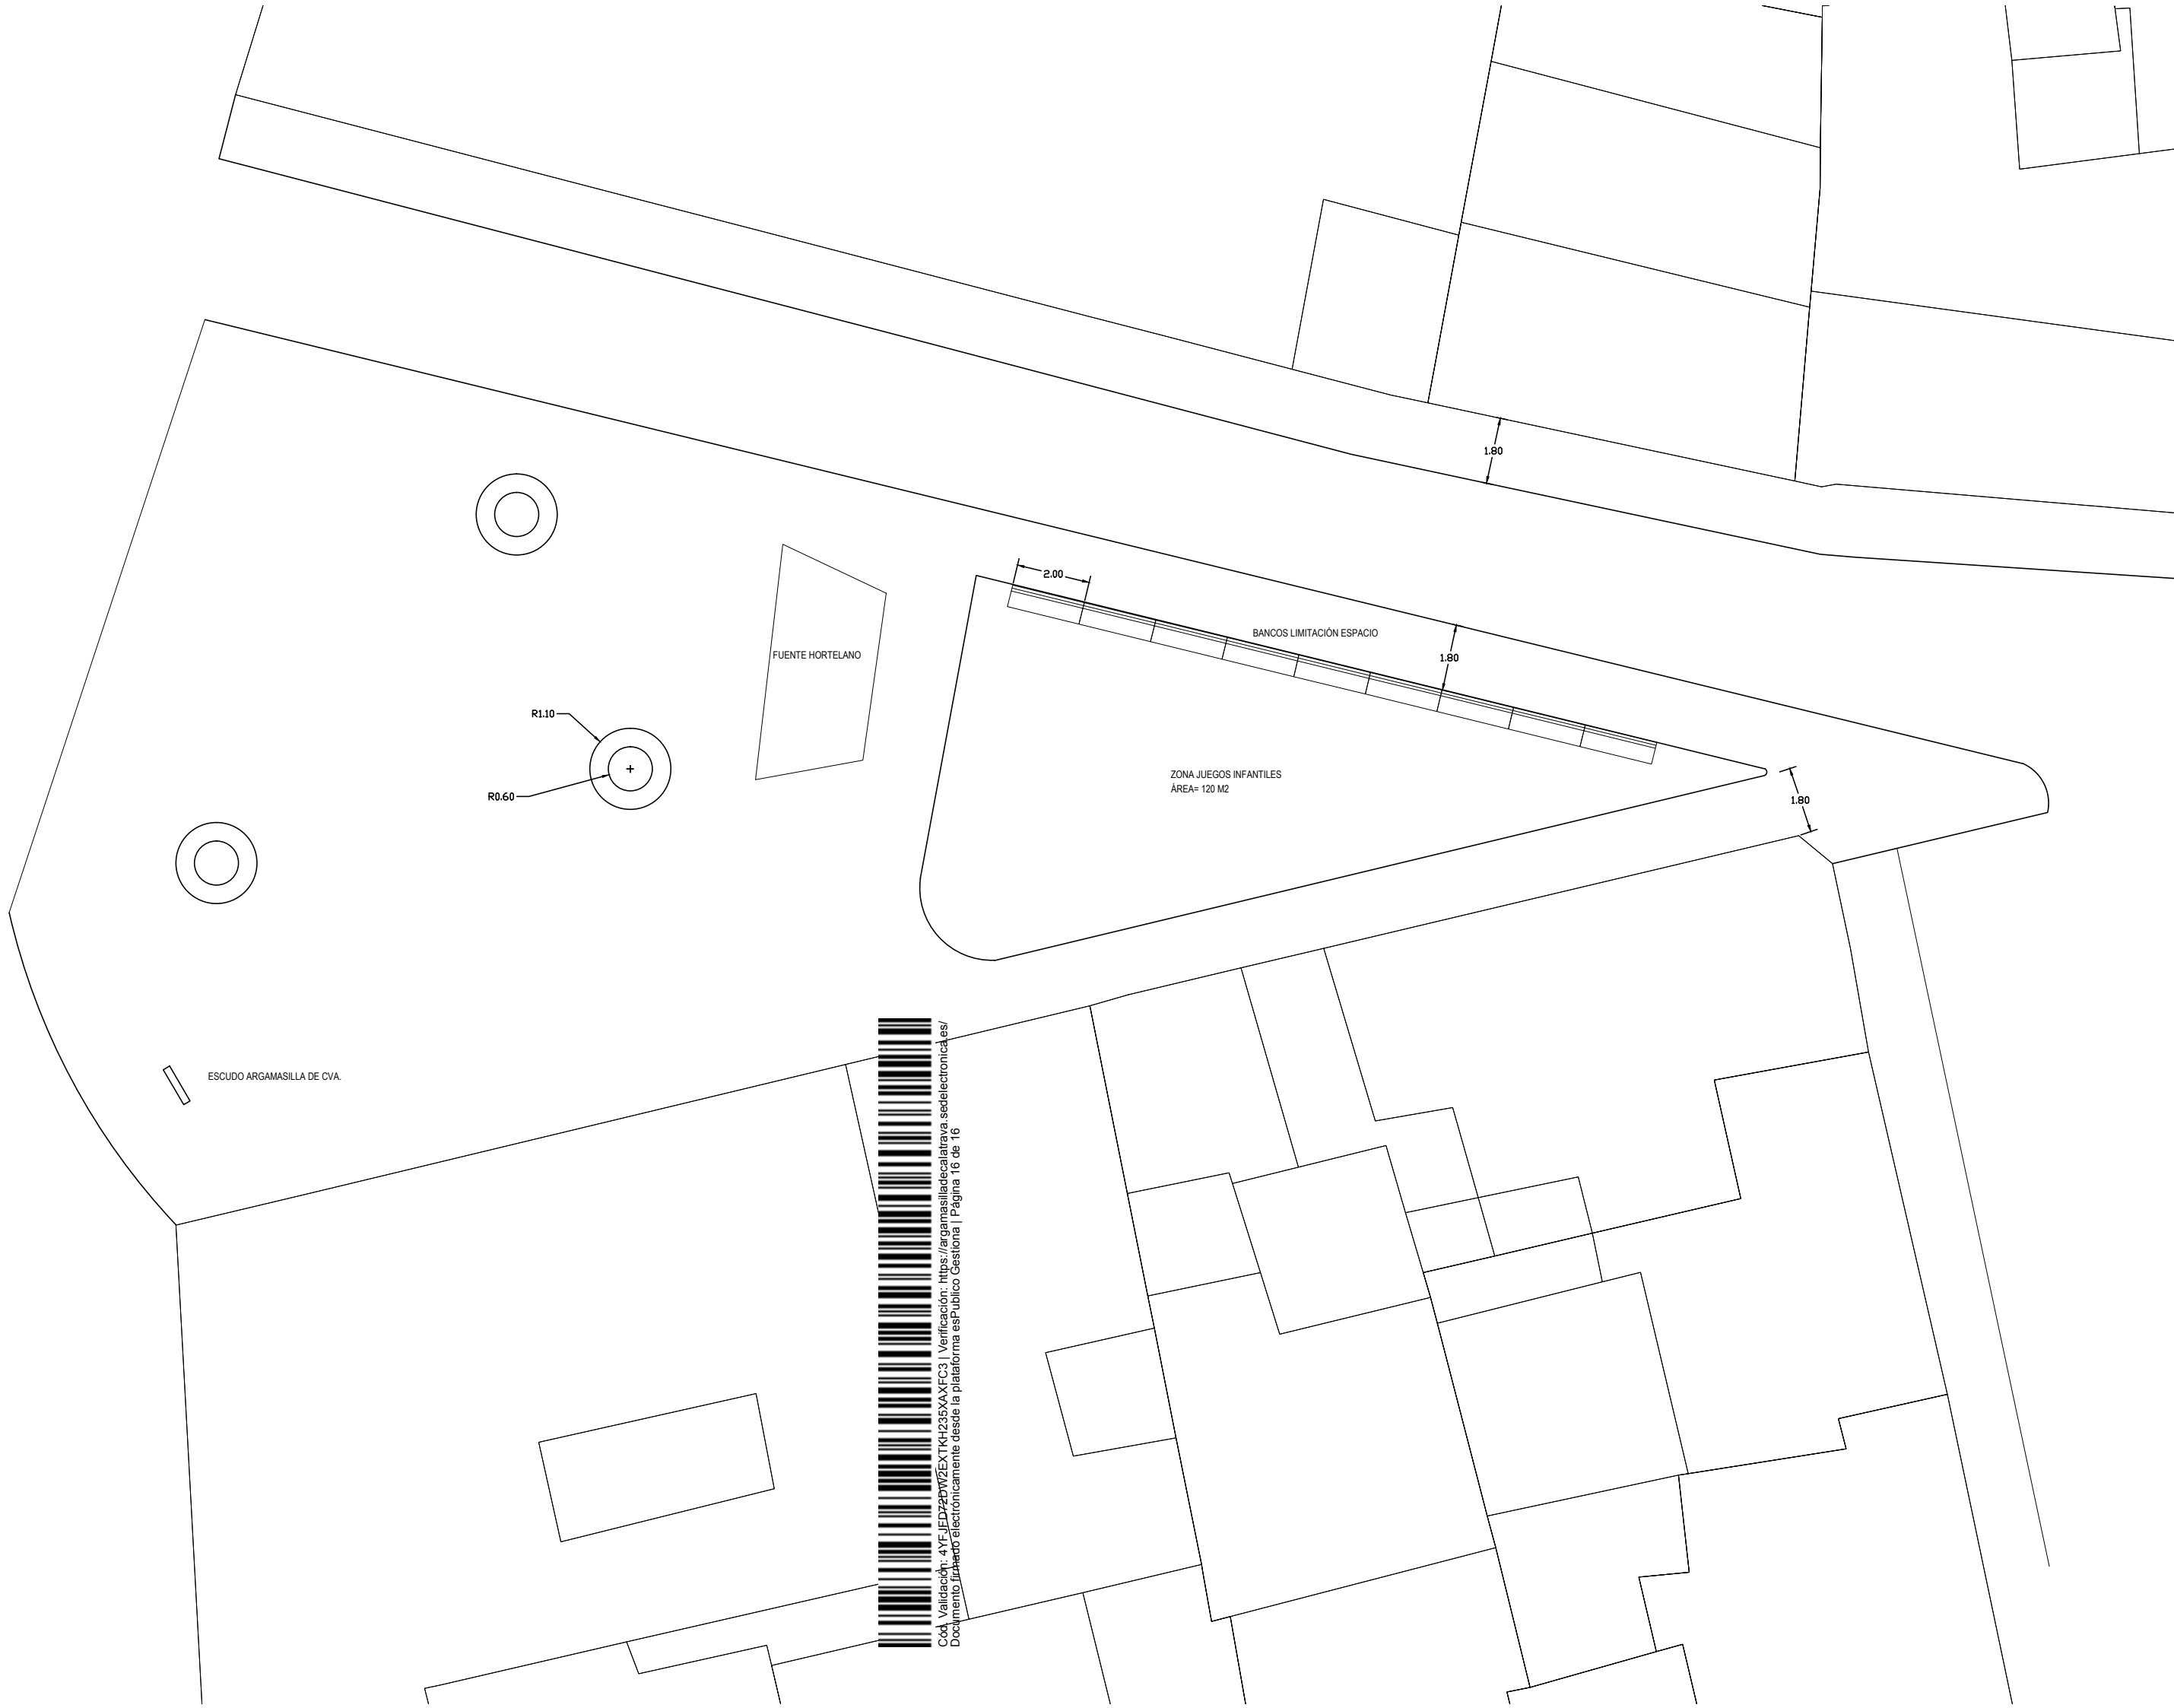 1.80
2.00
BANCOS LIMITACIÓN ESPACIO
1.80
FUENTE HORTELANO
R1.10
R0.60
ZONA JUEGOS INFANTILES
ÁREA= 120 M2
1.80
ESCUDO ARGAMASILLA DE CVA.
Cód. Validación: 4YFJFD72DW2EXTKH235XAXFC3 | Verificación: https://argamasilladecalatrava.sedelectronica.es/
Documento firmado electrónicamente desde la plataforma esPublico Gestiona | Página 16 de 16